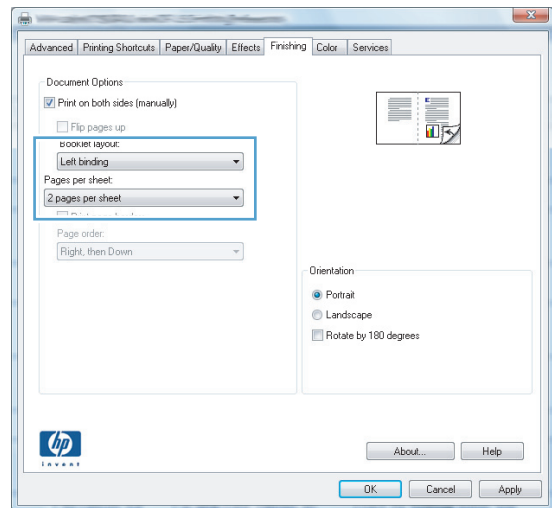 Advanced Printing Shortcuts Paper/Quality Effects Finishing Color Services
Document Options
Print on both sides (manually)
Flip pages up
Booklet layout:
Left binding
Pages per sheet:
2 pages per sheet
Page order:
Right, then Down
Orientation
Portrait
Landscape
Rotate by 180 degrees
hp
invent
About... Help
OK Cancel Apply